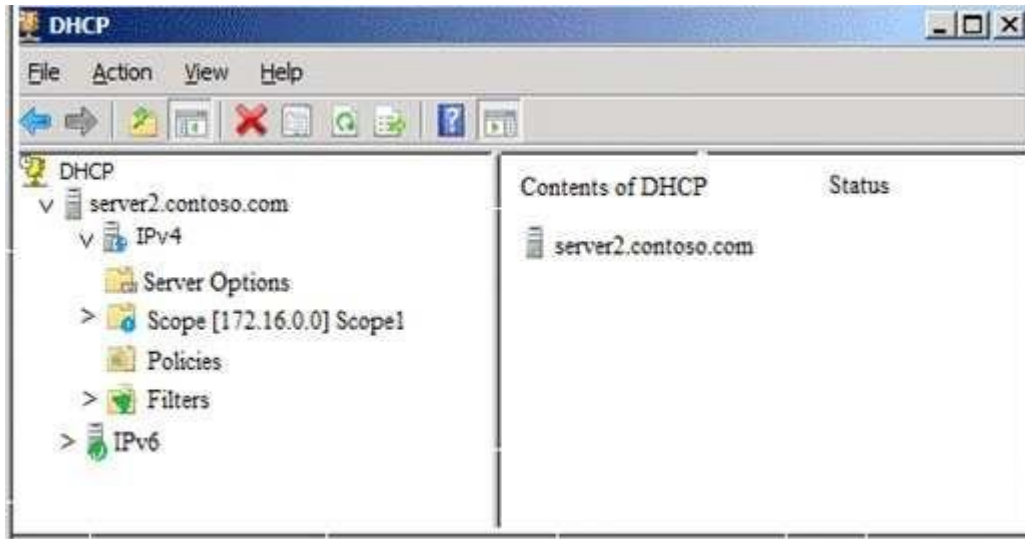 DHCP
File Action View Help
DHCP
server2.contoso.com
IPv4
Server Options
Scope [172.16.0.0] Scope1
Policies
Filters
IPv6
Contents of DHCP Status
server2.contoso.com